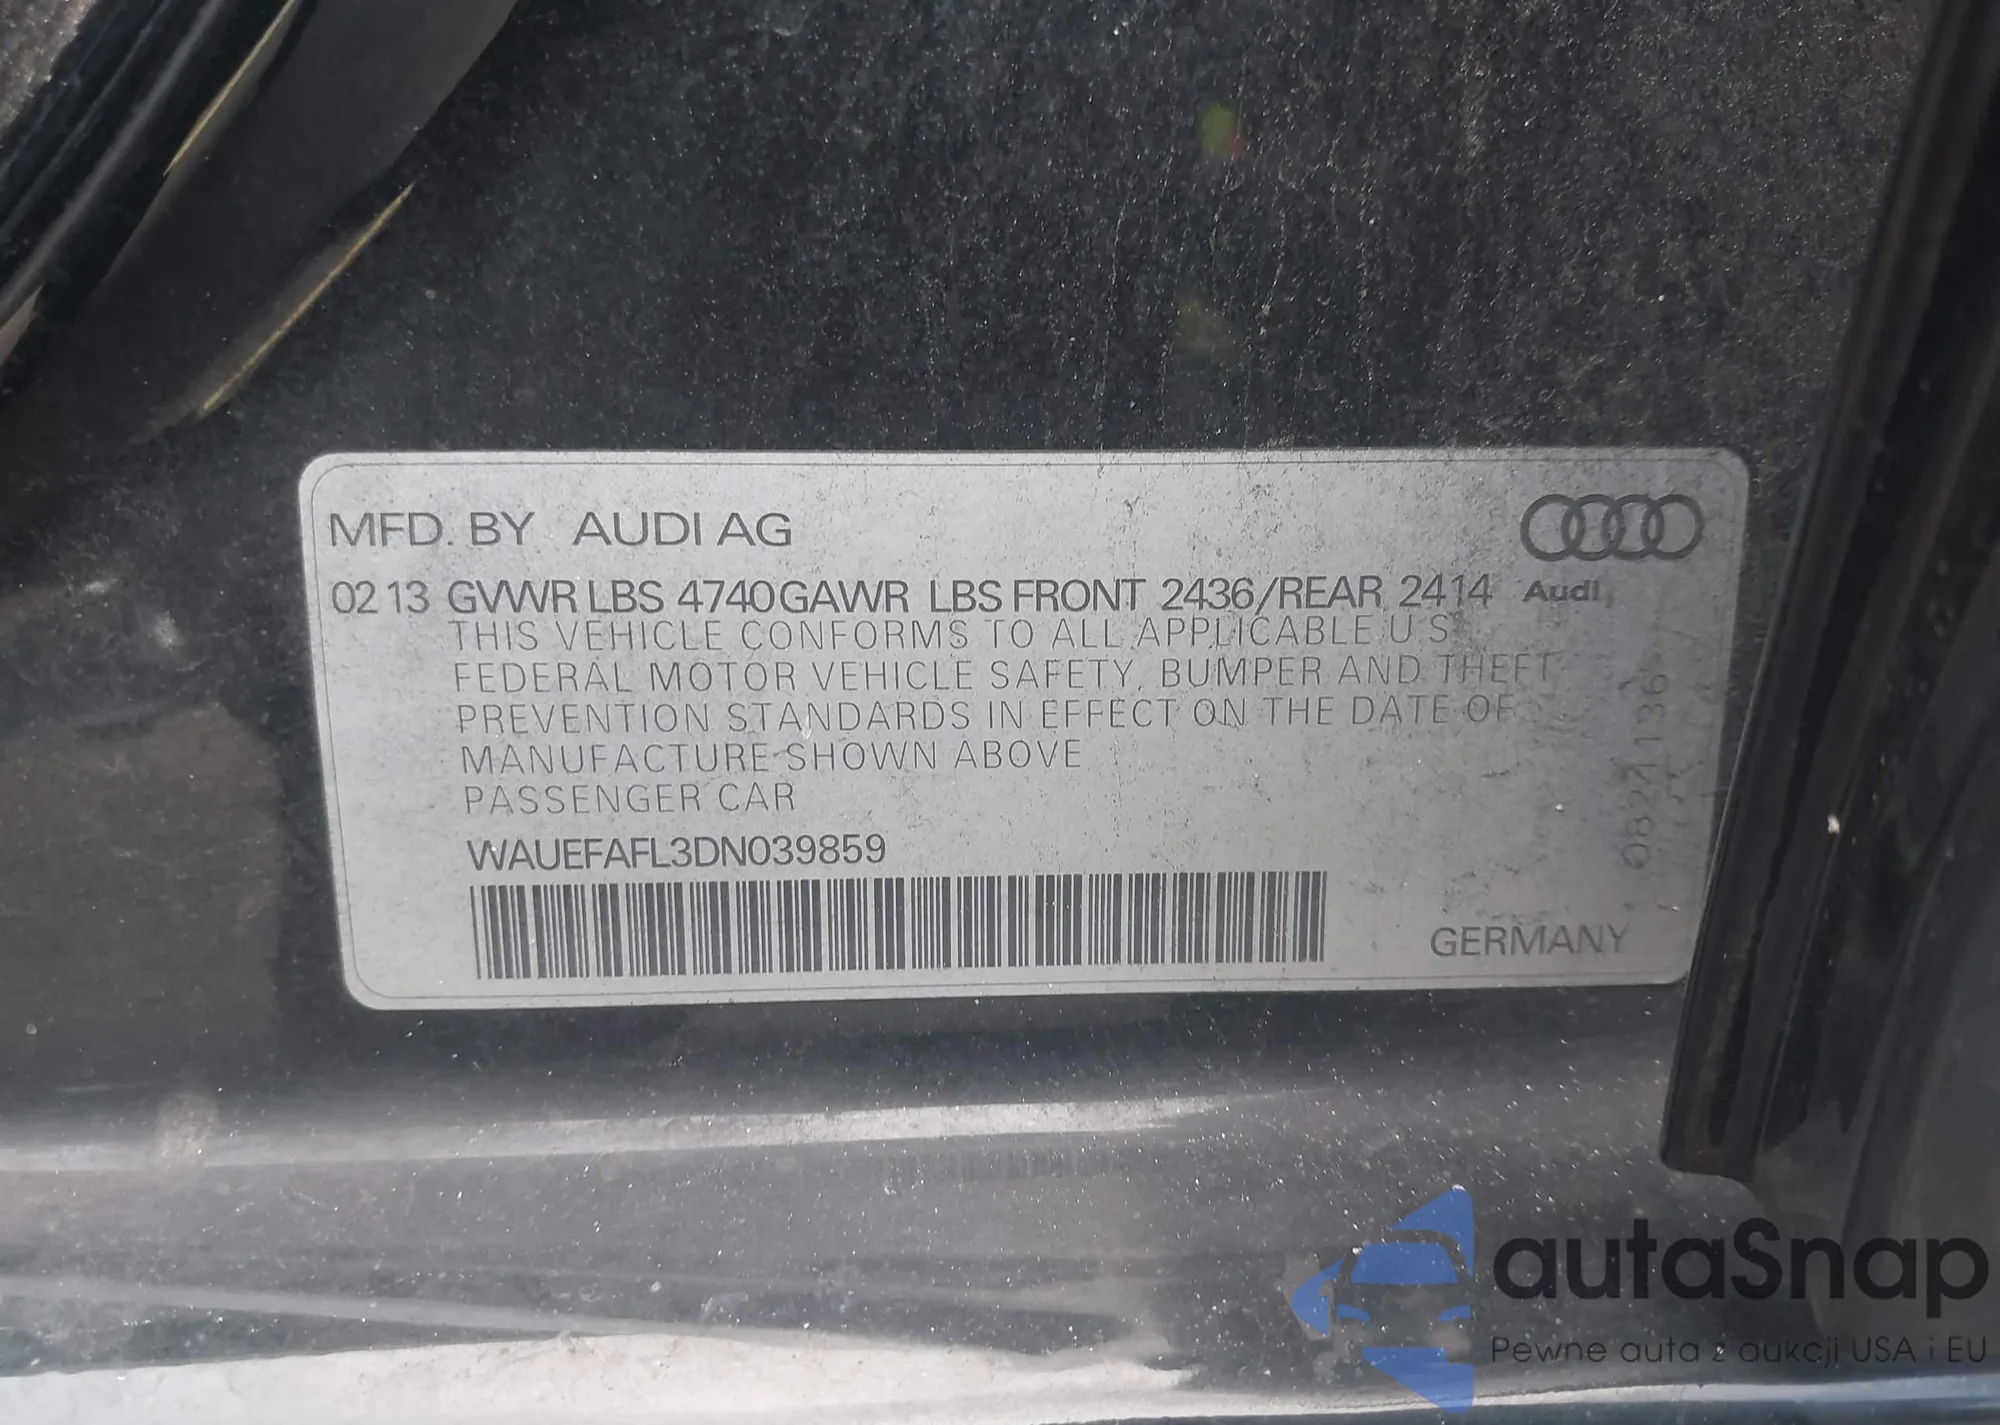 MFD. BY AUDI AG
02 13 GVWR LBS 4740 GAWR LBS FRONT 2436/REAR 2414
Audi
THIS VEHICLE CONFORMS TO ALL APPLICABLE U S
FEDERAL MOTOR VEHICLE SAFETY, BUMPER AND THEFT
PREVENTION STANDARDS IN EFFECT ON THE DATE OF
MANUFACTURE SHOWN ABOVE
PASSENGER CAR
WAUEFAFL3DN039859
GERMANY
autaSnap
Pewne auta z aukcji USA i EU